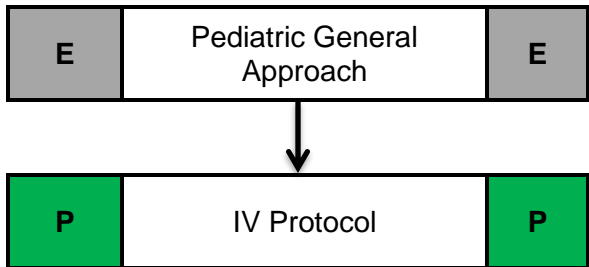 E Pediatric General E
Approach
P IV Protocol P